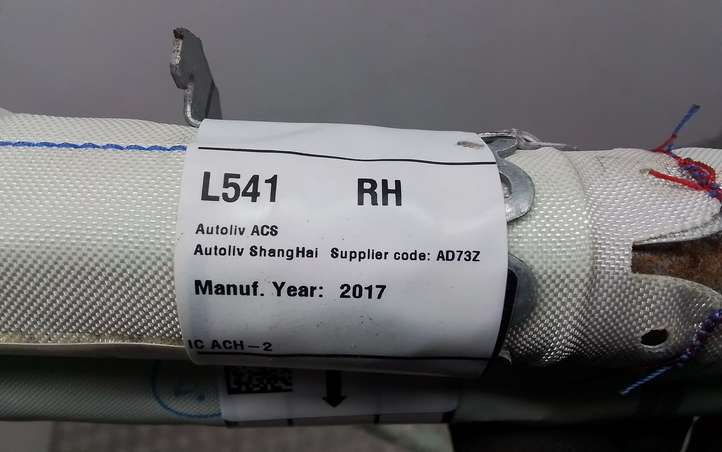 L541 RH
Autoliv ACS
Autoliv ShangHai Supplier code: AD73Z
Manuf. Year: 2017
IC ACH-2